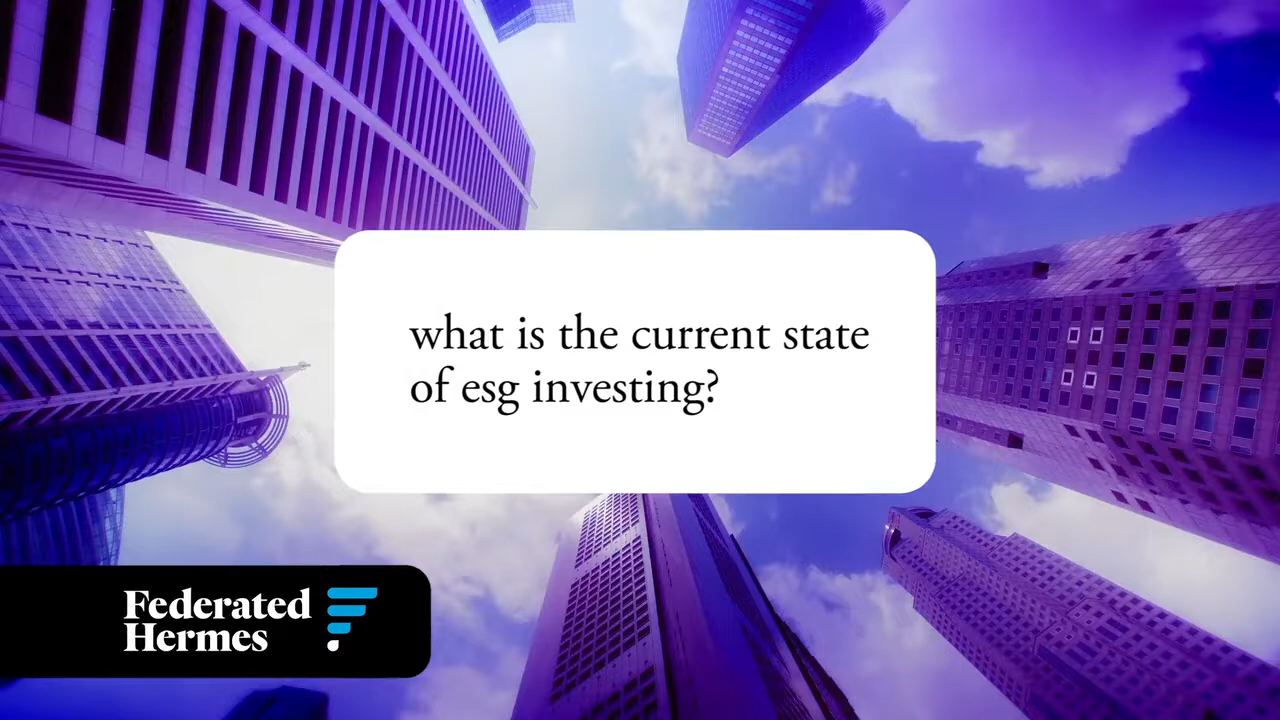 what is the current state
of esg investing?
Federated
Hermes